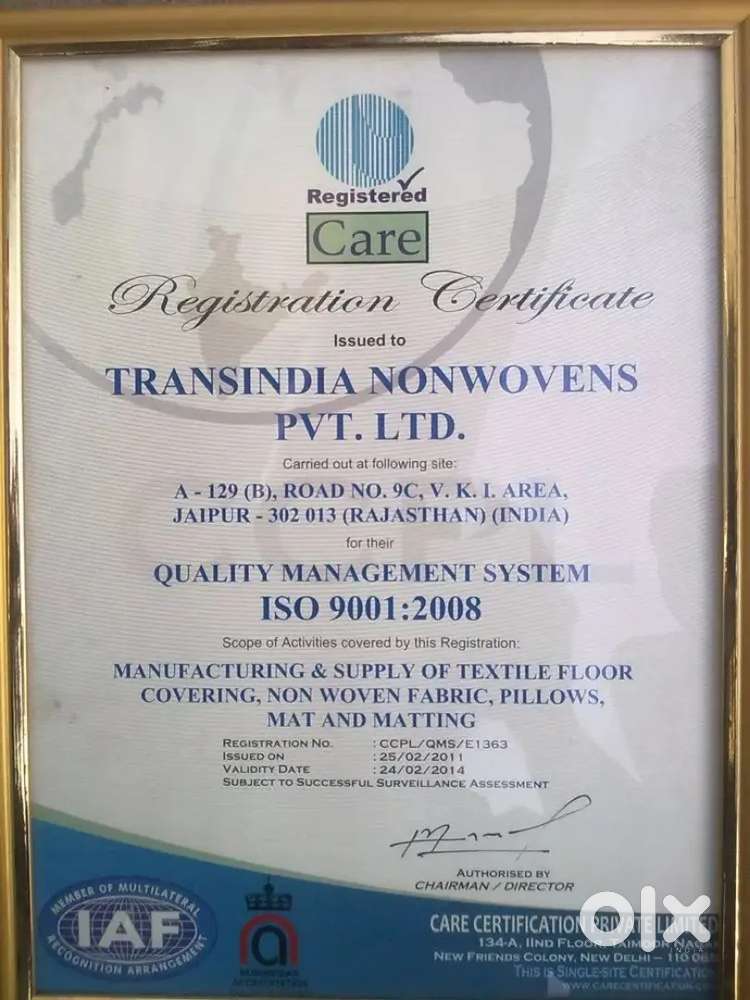 Registered
Care
Registration Certificate
Issued to
TRANSINDIA NONWOVENS
PVT. LTD.
Carried out at following site:
A - 129 (B), ROAD NO. 9C, V. K. I. AREA,
JAIPUR - 302 013 (RAJASTHAN) (INDIA)
for their
QUALITY MANAGEMENT SYSTEM
ISO 9001:2008
Scope of Activities covered by this Registration:
MANUFACTURING & SUPPLY OF TEXTILE FLOOR
COVERING, NON WOVEN FABRIC, PILLOWS,
MAT AND MATTING
REGISTRATION NO. : CCPL/QMS/E1363
ISSUED ON : 25/02/2011
VALIDITY DATE : 24/02/2014
SUBJECT TO SUCCESSFUL SURVEILLANCE ASSESSMENT
AUTHORISED BY
CHAIRMAN / DIRECTOR
MEMBER OF MULTILATERAL
IAF
RECOGNITION ARRANGEMENT
CARE CERTIFICATION PRIVATE LIMITED
134-A, IIND FLOOR, TAIMOOR NAGAR
NEW FRIENDS COLONY, NEW DELHI – 110
THIS IS SINGLE-SITE CERTIFICATION
olx